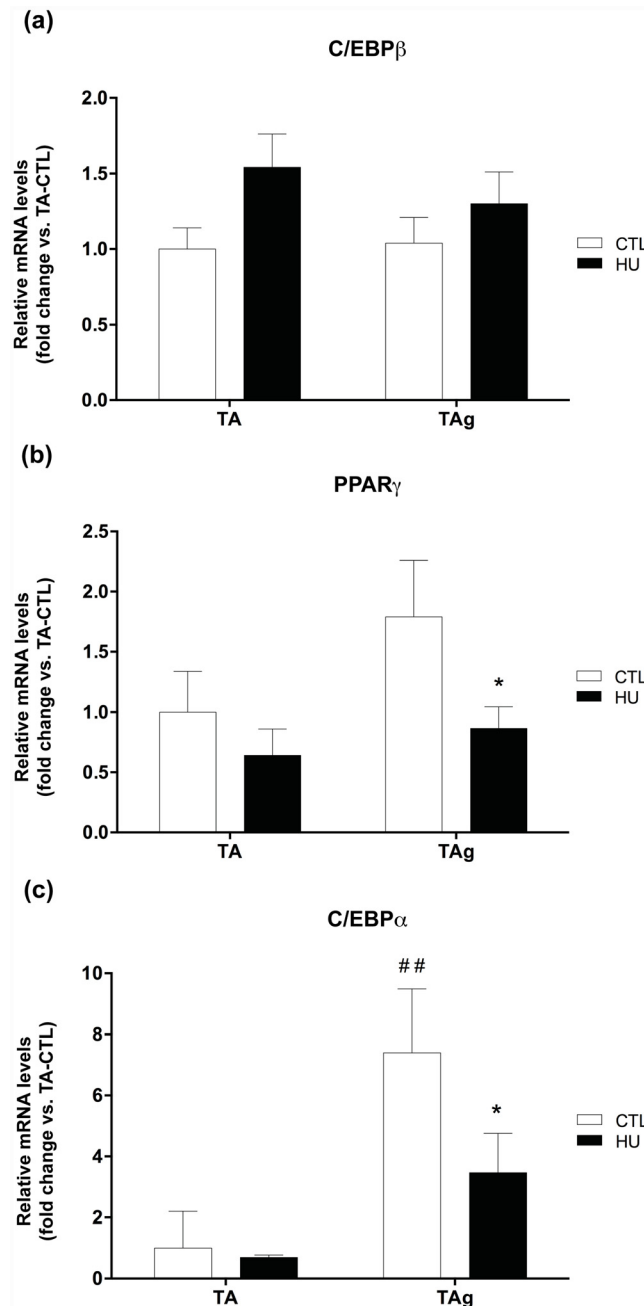 (a)
C/EBPβ
Relative mRNA levels
(fold change vs. TA-CTL)
2.0
1.5
1.0
0.5
0.0
TA
TAg
CTL
HU
(b)
PPARγ
Relative mRNA levels
(fold change vs. TA-CTL)
2.5
2.0
1.5
1.0
0.5
0.0
*
TA
TAg
CTL
HU
(c)
C/EBPα
Relative mRNA levels
(fold change vs. TA-CTL)
10
8
6
4
2
0
##
*
TA
TAg
CTL
HU